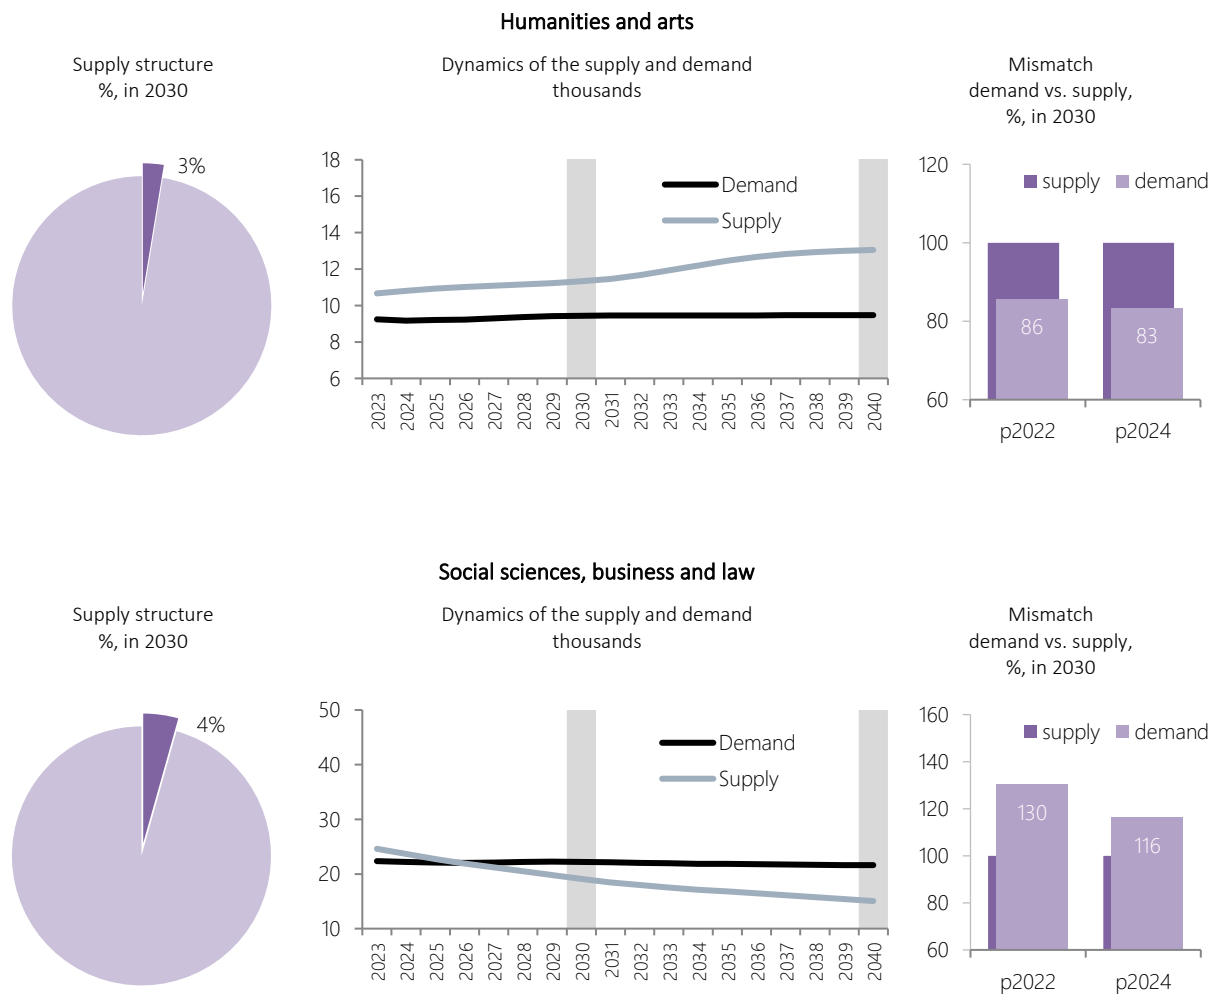 Humanities and arts
Supply structure
%, in 2030
Dynamics of the supply and demand
thousands
Mismatch
demand vs. supply,
%, in 2030
3%
18
16
14
12
10
8
6
Demand
Supply
2023
2024
2025
2026
2027
2028
2029
2030
2031
2032
2033
2034
2035
2036
2037
2038
2039
2040
120
100
80
60
supply
demand
86
83
p2022
p2024
Social sciences, business and law
Supply structure
%, in 2030
Dynamics of the supply and demand
thousands
Mismatch
demand vs. supply,
%, in 2030
4%
50
40
30
20
10
Demand
Supply
2023
2024
2025
2026
2027
2028
2029
2030
2031
2032
2033
2034
2035
2036
2037
2038
2039
2040
160
140
120
100
80
60
supply
demand
130
116
p2022
p2024